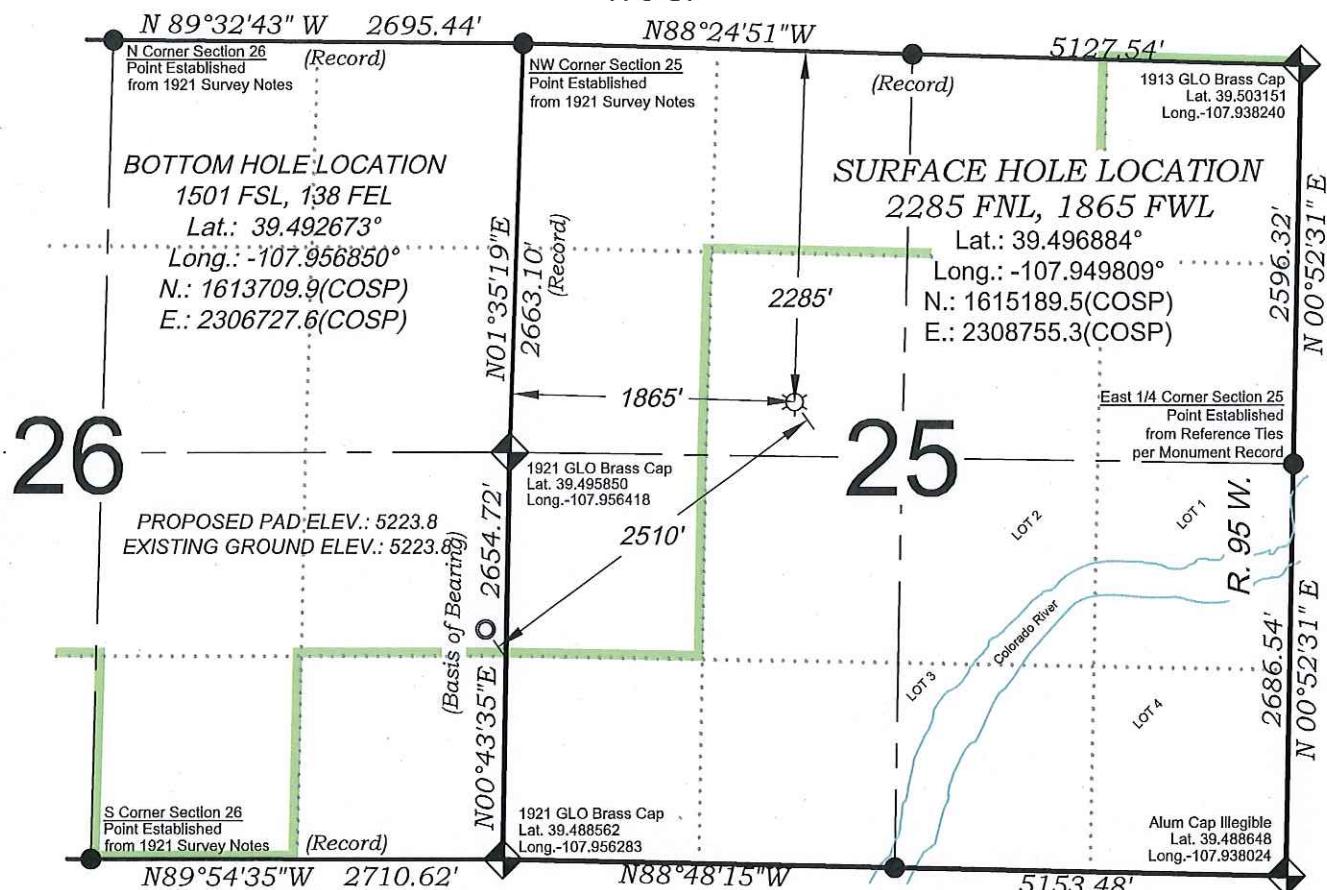 N 89°32'43" W 2695.44'
N88°24'51"W
5127.54'
N Corner Section 26
Point Established
from 1921 Survey Notes
(Record)
NW Corner Section 25
Point Established
from 1921 Survey Notes
(Record)
1913 GLO Brass Cap
Lat. 39.503151
Long.-107.938240
BOTTOM HOLE LOCATION
1501 FSL, 138 FEL
Lat.: 39.492673°
Long.: -107.956850°
N.: 1613709.9(COSP)
E.: 2306727.6(COSP)
N01°35'19"E
2663.10'
(Record)
SURFACE HOLE LOCATION
2285 FNL, 1865 FWL
Lat.: 39.496884°
Long.: -107.949809°
N.: 1615189.5(COSP)
E.: 2308755.3(COSP)
2596.32'
N 00°52'31" E
2285'
1865'
East 1/4 Corner Section 25
Point Established
from Reference Ties
per Monument Record
26
25
1921 GLO Brass Cap
Lat. 39.495850
Long.-107.956418
PROPOSED PAD ELEV.: 5223.8
EXISTING GROUND ELEV.: 5223.8
2510'
LOT 2
LOT 1
R. 95 W.
N00°43'35"E 2654.72'
(Basis of Bearing)
Colorado River
LOT 3
LOT 4
2686.54'
N 00°52'31" E
S Corner Section 26
Point Established
from 1921 Survey Notes
(Record)
1921 GLO Brass Cap
Lat. 39.488562
Long.-107.956283
Alum Cap Illegible
Lat. 39.488648
Long.-107.938024
N89°54'35"W 2710.62'
N88°48'15"W
5153.48'